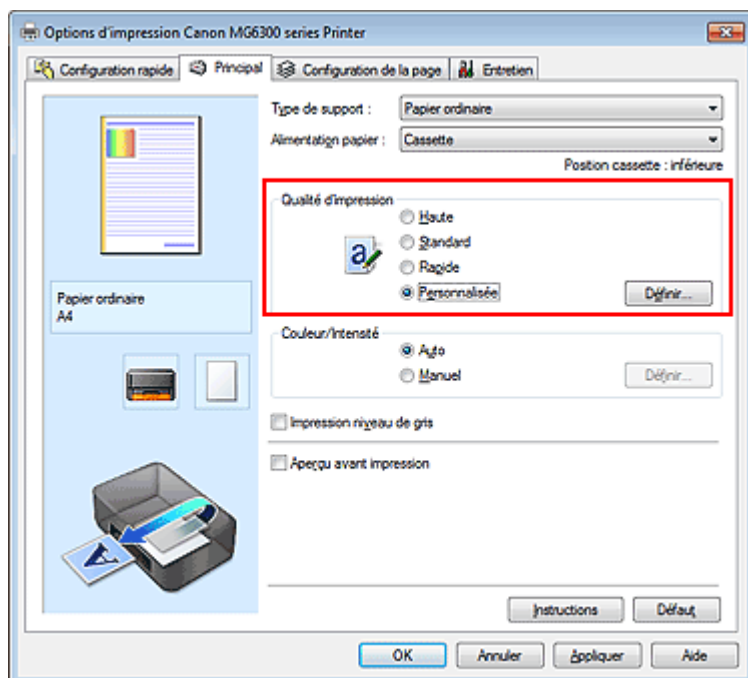 Options d'impression Canon MG6300 series Printer
Configuration rapide Principal Configuration de la page Entretien
Type de support : Papier ordinaire
Alimentation papier : Cassette
Position cassette : inférieure
Qualité d'impression
Haute
a Standard
Rapide
Personnalisée Définir...
Papier ordinaire
A4
Couleur/Intensité
Auto
Manuel Définir...
Impression niveau de gris
Aperçu avant impression
A
Instructions Défaut
OK Annuler Appliquer Aide